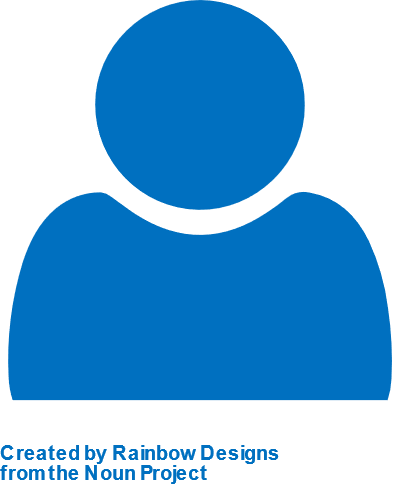 Created by Rainbow Designs
from the Noun Project